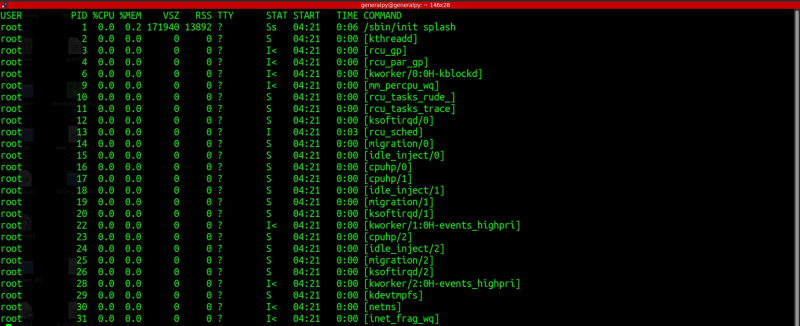 generalpy@generalpy: ~ 146x28
USER PID %CPU %MEM VSZ RSS TTY STAT START TIME COMMAND
root 1 0.0 0.2 171940 13892 ? Ss 04:21 0:06 /sbin/init splash
root 2 0.0 0.0 0 0 ? S 04:21 0:00 [kthreadd]
root 3 0.0 0.0 0 0 ? I< 04:21 0:00 [rcu_gp]
root 4 0.0 0.0 0 0 ? I< 04:21 0:00 [rcu_par_gp]
root 6 0.0 0.0 0 0 ? I< 04:21 0:00 [kworker/0:0H-kblockd]
root 9 0.0 0.0 0 0 ? I< 04:21 0:00 [mm_percpu_wq]
root 10 0.0 0.0 0 0 ? S 04:21 0:00 [rcu_tasks_rude_]
root 11 0.0 0.0 0 0 ? S 04:21 0:00 [rcu_tasks_trace]
root 12 0.0 0.0 0 0 ? S 04:21 0:00 [ksoftirqd/0]
root 13 0.0 0.0 0 0 ? I 04:21 0:03 [rcu_sched]
root 14 0.0 0.0 0 0 ? S 04:21 0:00 [migration/0]
root 15 0.0 0.0 0 0 ? S 04:21 0:00 [idle_inject/0]
root 16 0.0 0.0 0 0 ? S 04:21 0:00 [cpuhp/0]
root 17 0.0 0.0 0 0 ? S 04:21 0:00 [cpuhp/1]
root 18 0.0 0.0 0 0 ? S 04:21 0:00 [idle_inject/1]
root 19 0.0 0.0 0 0 ? S 04:21 0:00 [migration/1]
root 20 0.0 0.0 0 0 ? S 04:21 0:00 [ksoftirqd/1]
root 22 0.0 0.0 0 0 ? I< 04:21 0:00 [kworker/1:0H-events_highpri]
root 23 0.0 0.0 0 0 ? S 04:21 0:00 [cpuhp/2]
root 24 0.0 0.0 0 0 ? S 04:21 0:00 [idle_inject/2]
root 25 0.0 0.0 0 0 ? S 04:21 0:00 [migration/2]
root 26 0.0 0.0 0 0 ? S 04:21 0:00 [ksoftirqd/2]
root 28 0.0 0.0 0 0 ? I< 04:21 0:00 [kworker/2:0H-events_highpri]
root 29 0.0 0.0 0 0 ? S 04:21 0:00 [kdevtmpfs]
root 30 0.0 0.0 0 0 ? I< 04:21 0:00 [netns]
root 31 0.0 0.0 0 0 ? I< 04:21 0:00 [inet_frag_wq]